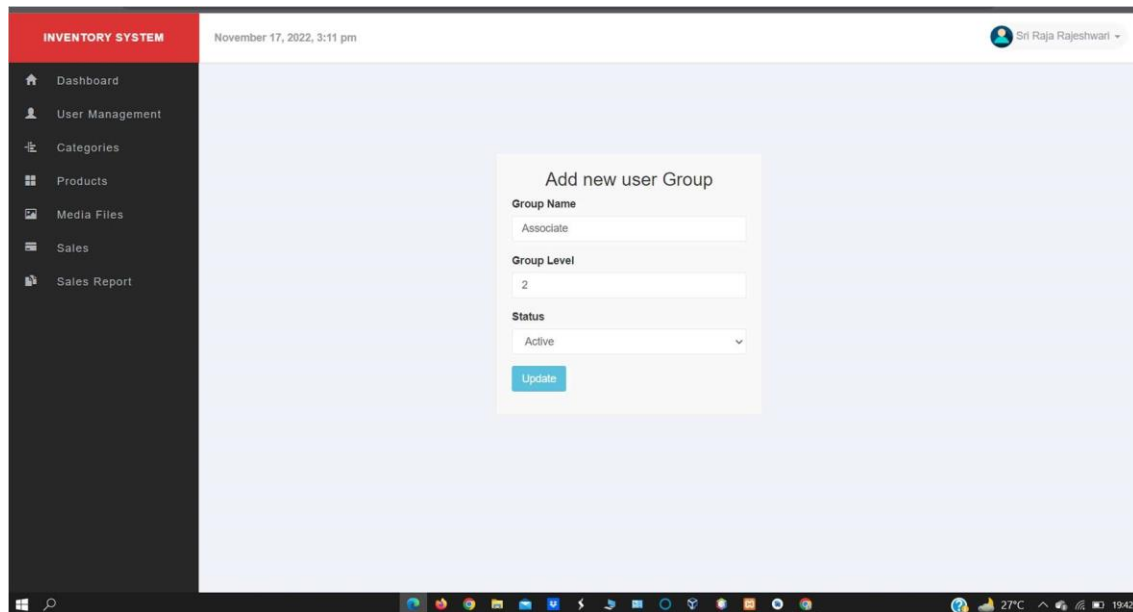 INVENTORY SYSTEM
November 17, 2022, 3:11 pm
Sri Raja Rajeshwari
Dashboard
User Management
Categories
Products
Media Files
Sales
Sales Report
Add new user Group
Group Name
Associate
Group Level
2
Status
Active
Update
27°C
19:42